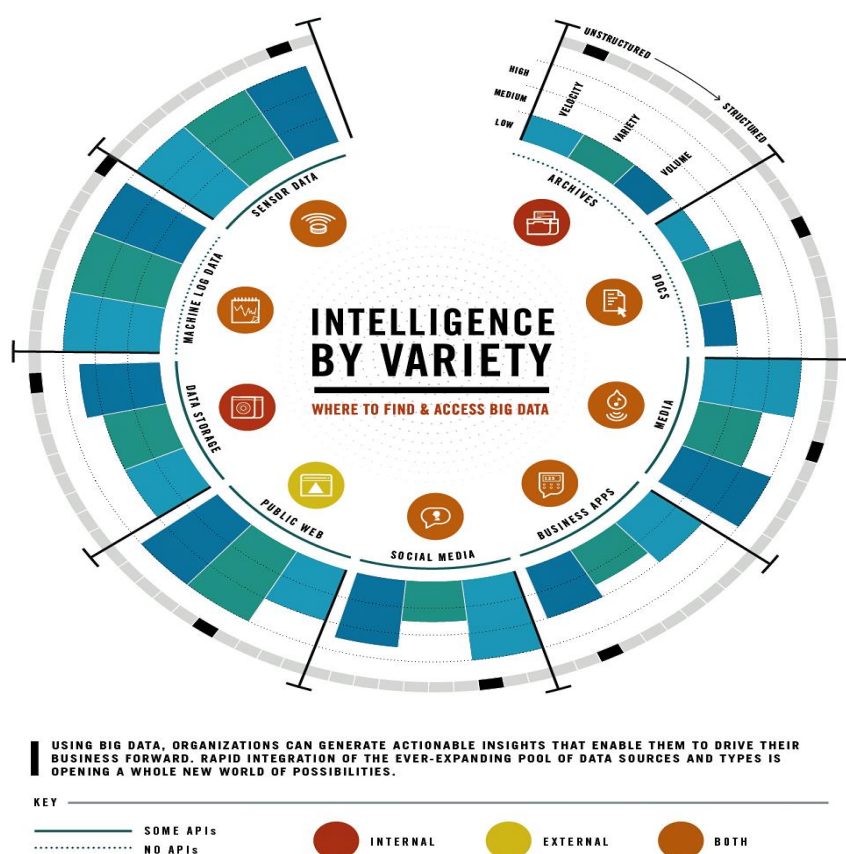 UNSTRUCTURED
STRUCTURED
HIGH
MEDIUM
LOW
VELOCITY
VARIETY
VOLUME
SENSOR DATA
ARCHIVES
MACHINE LOG DATA
DOCS
INTELLIGENCE
BY VARIETY
WHERE TO FIND & ACCESS BIG DATA
DATA STORAGE
MEDIA
PUBLIC WEB
BUSINESS APPS
SOCIAL MEDIA
USING BIG DATA, ORGANIZATIONS CAN GENERATE ACTIONABLE INSIGHTS THAT ENABLE THEM TO DRIVE THEIR
BUSINESS FORWARD. RAPID INTEGRATION OF THE EVER-EXPANDING POOL OF DATA SOURCES AND TYPES IS
OPENING A WHOLE NEW WORLD OF POSSIBILITIES.
KEY
SOME APIs
NO APIs
INTERNAL
EXTERNAL
BOTH